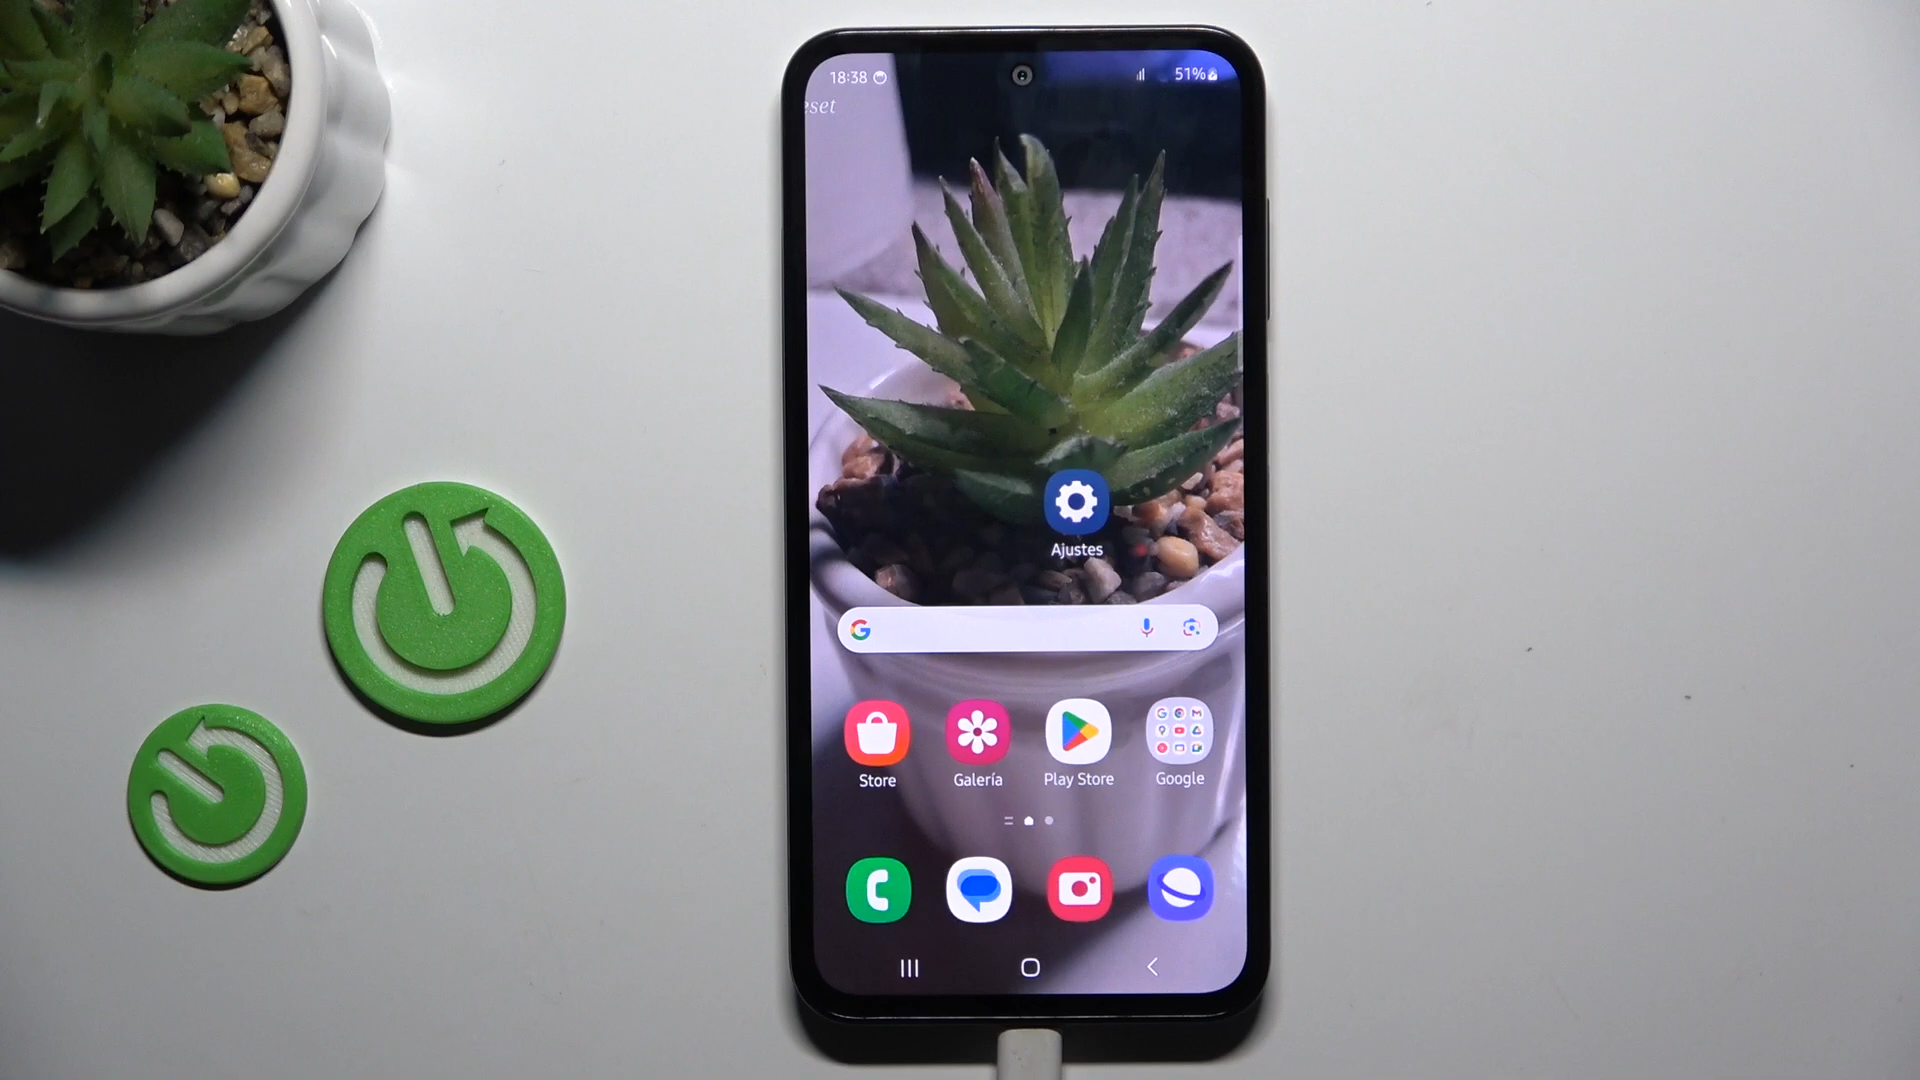 18:38
51%
eset
Ajustes
Store
Galería
Play Store
Google